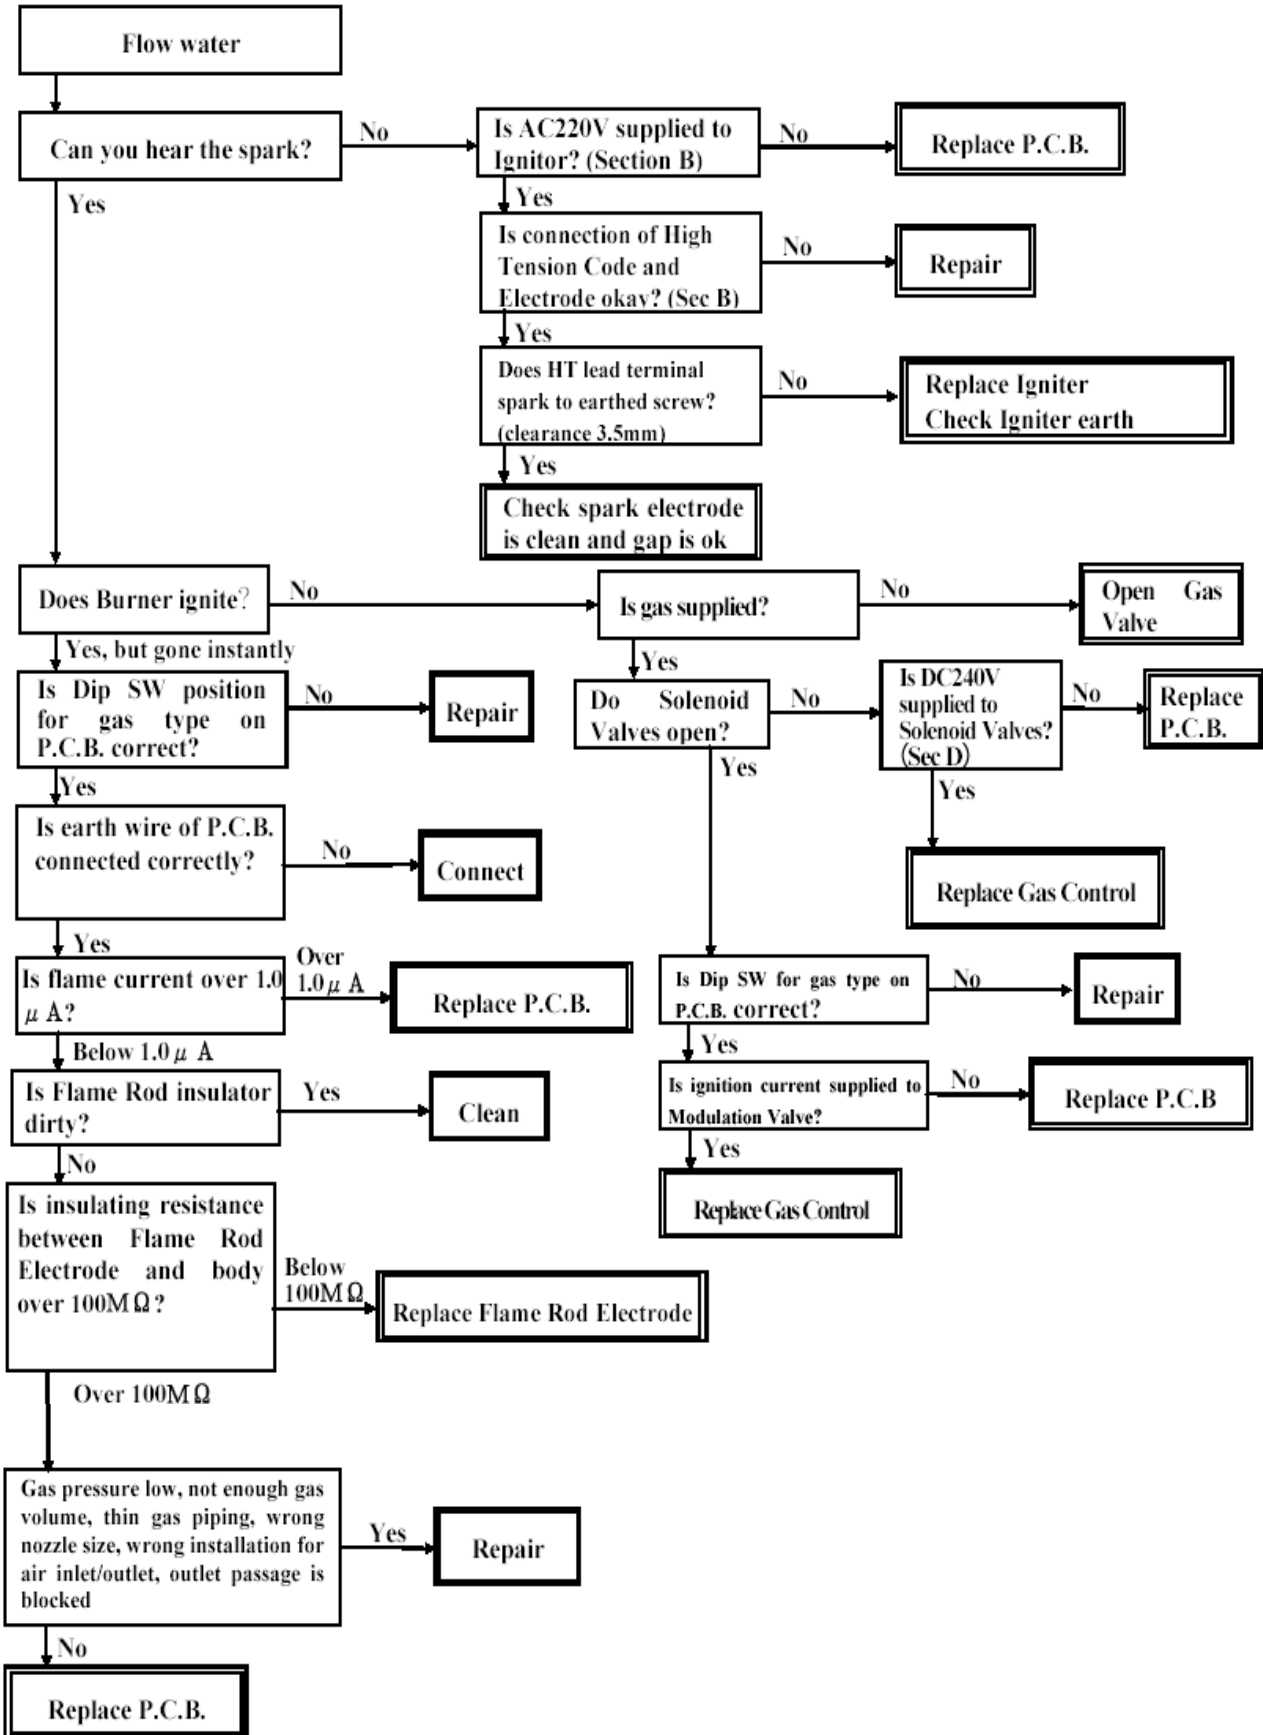 Flow water
Can you hear the spark?
No
Is AC220V supplied to
Ignitor? (Section B)
No
Replace P.C.B.
Yes
Yes
Is connection of High
Tension Code and
Electrode okay? (Sec B)
No
Repair
Yes
Does HT lead terminal
spark to earthed screw?
(clearance 3.5mm)
No
Replace Igniter
Check Igniter earth
Yes
Check spark electrode
is clean and gap is ok
Does Burner ignite?
No
Is gas supplied?
No
Open Gas
Valve
Yes, but gone instantly
Yes
Is Dip SW position
for gas type on
P.C.B. correct?
No
Repair
Do Solenoid
Valves open?
No
Is DC240V
supplied to
Solenoid Valves?
(Sec D)
No
Replace
P.C.B.
Yes
Yes
Yes
Is earth wire of P.C.B.
connected correctly?
No
Connect
Replace Gas Control
Yes
Is flame current over 1.0
μ A?
Over
1.0μ A
Replace P.C.B.
Is Dip SW for gas type on
P.C.B. correct?
No
Repair
Below 1.0μ A
Yes
Is Flame Rod insulator
dirty?
Yes
Clean
Is ignition current supplied to
Modulation Valve?
No
Replace P.C.B
No
Yes
Is insulating resistance
between Flame Rod
Electrode and body
over 100MΩ?
Below
100MΩ
Replace Flame Rod Electrode
Replace Gas Control
Over 100MΩ
Gas pressure low, not enough gas
volume, thin gas piping, wrong
nozzle size, wrong installation for
air inlet/outlet, outlet passage is
blocked
Yes
Repair
No
Replace P.C.B.